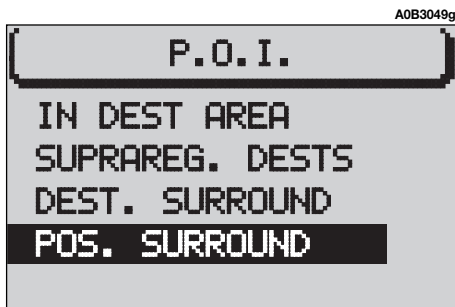 A0B3049g
P.O.I.
IN DEST AREA
SUPRAREG. DESTS
DEST. SURROUND
POS. SURROUND